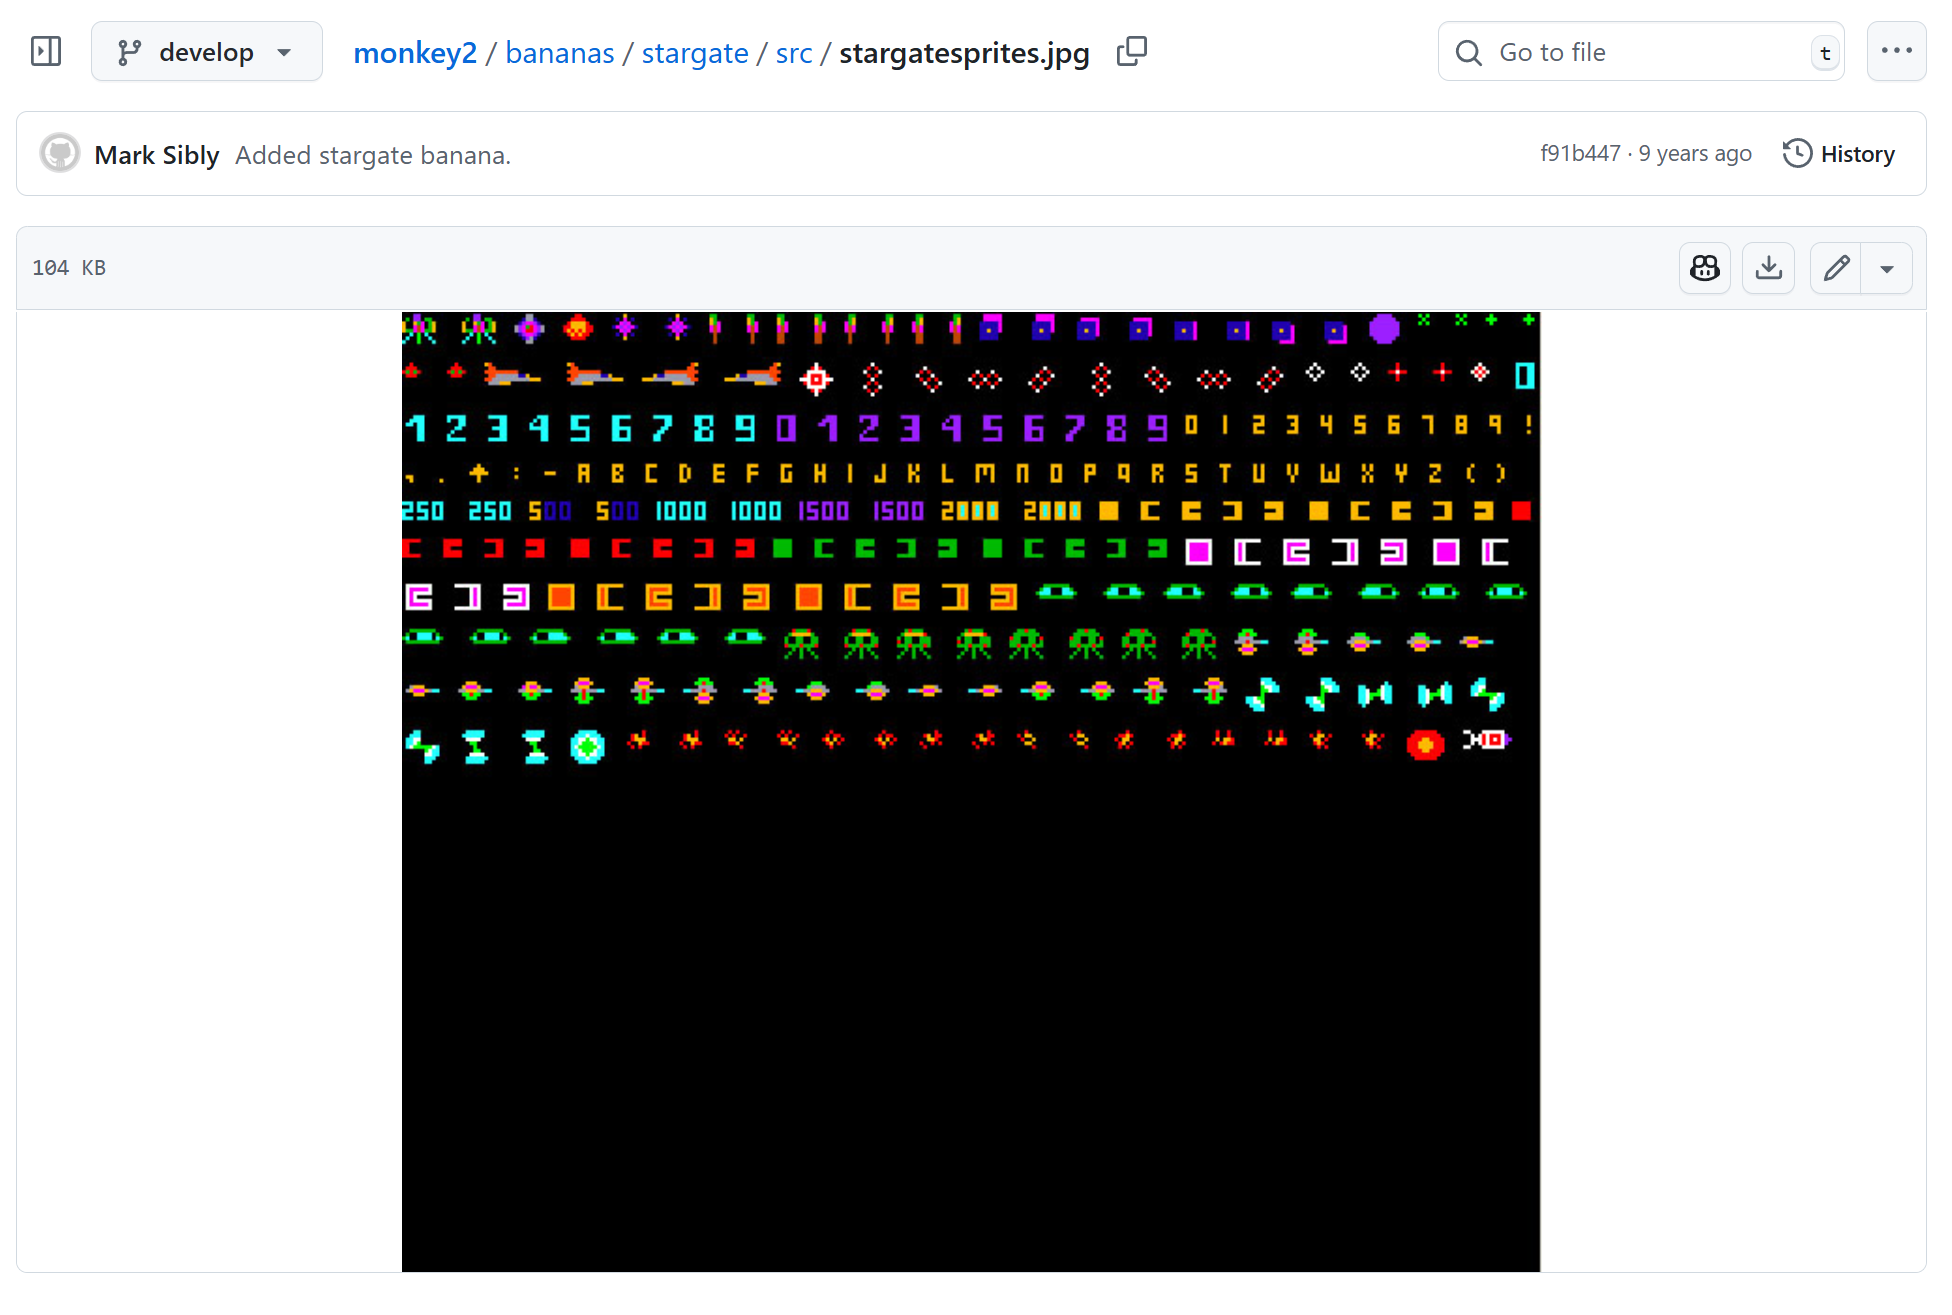 develop
monkey2 / bananas / stargate / src / stargatesprites.jpg
Go to file
t
Mark Sibly Added stargate banana.
f91b447 · 9 years ago
History
104 KB
1 2 3 4 5 6 7 8 9 0 1 2 3 4 5 6 7 8 9 0 1 2 3 4 5 6 7 8 9 !
, . : - A B C D E F G H I J K L M N O P Q R S T U V W X Y Z ( )
250 250 500 500 1000 1000 1500 1500 2000 2000